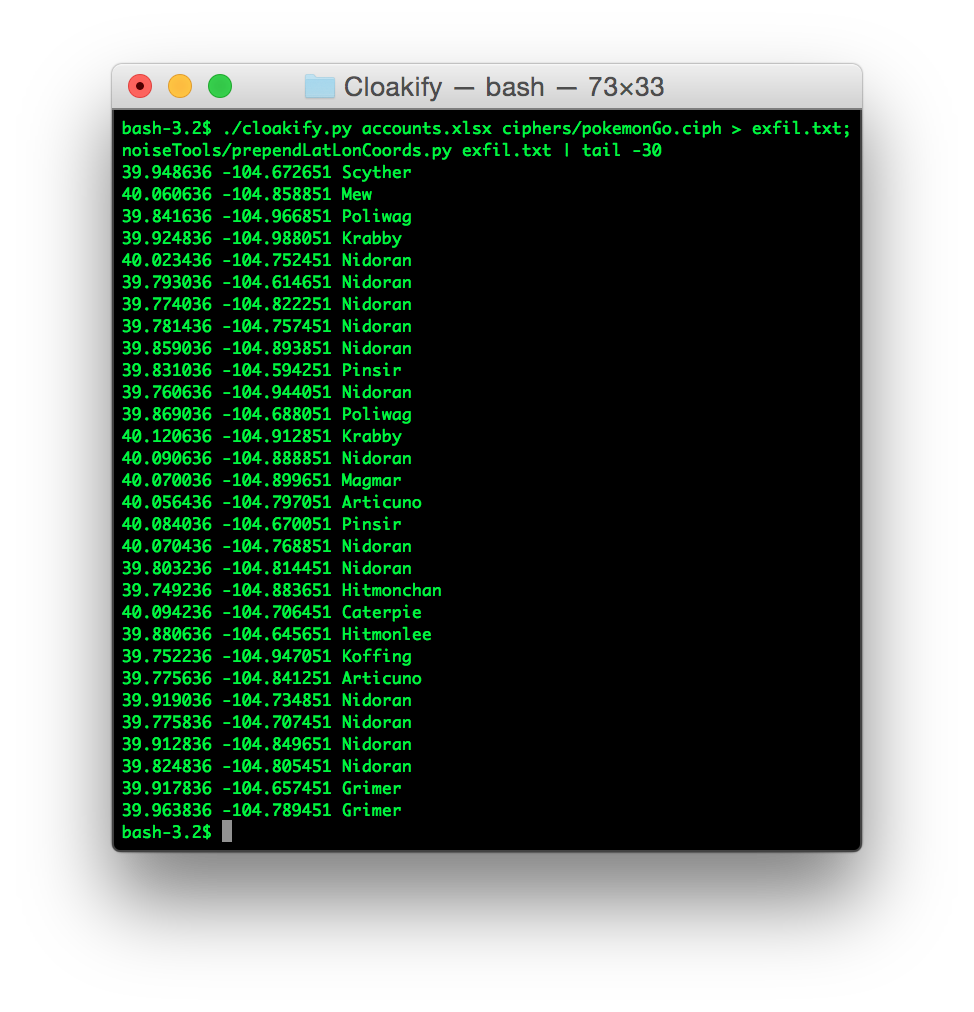 Cloakify — bash — 73×33
bash-3.2$ ./cloakify.py accounts.xlsx ciphers/pokemonGo.ciph > exfil.txt;
noiseTools/prependLatLonCoords.py exfil.txt | tail -30
39.948636 -104.672651 Scyther
40.060636 -104.858851 Mew
39.841636 -104.966851 Poliwag
39.924836 -104.988051 Krabby
40.023436 -104.752451 Nidoran
39.793036 -104.614651 Nidoran
39.774036 -104.822251 Nidoran
39.781436 -104.757451 Nidoran
39.859036 -104.893851 Nidoran
39.831036 -104.594251 Pinsir
39.760636 -104.944051 Nidoran
39.869036 -104.688051 Poliwag
40.120636 -104.912851 Krabby
40.090636 -104.888851 Nidoran
40.070036 -104.899651 Magmar
40.056436 -104.797051 Articuno
40.084036 -104.670051 Pinsir
40.070436 -104.768851 Nidoran
39.803236 -104.814451 Nidoran
39.749236 -104.883651 Hitmonchan
40.094236 -104.706451 Caterpie
39.880636 -104.645651 Hitmonlee
39.752236 -104.947051 Koffing
39.775636 -104.841251 Articuno
39.919036 -104.734851 Nidoran
39.775836 -104.707451 Nidoran
39.912836 -104.849651 Nidoran
39.824836 -104.805451 Nidoran
39.917836 -104.657451 Grimer
39.963836 -104.789451 Grimer
bash-3.2$